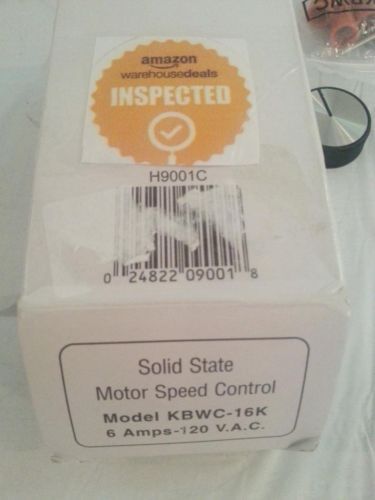 amazon
warehousedeals
INSPECTED
H9001C
0 24822 09001 8
Solid State
Motor Speed Control
Model KBWC-16K
6 Amps-120 V.A.C.